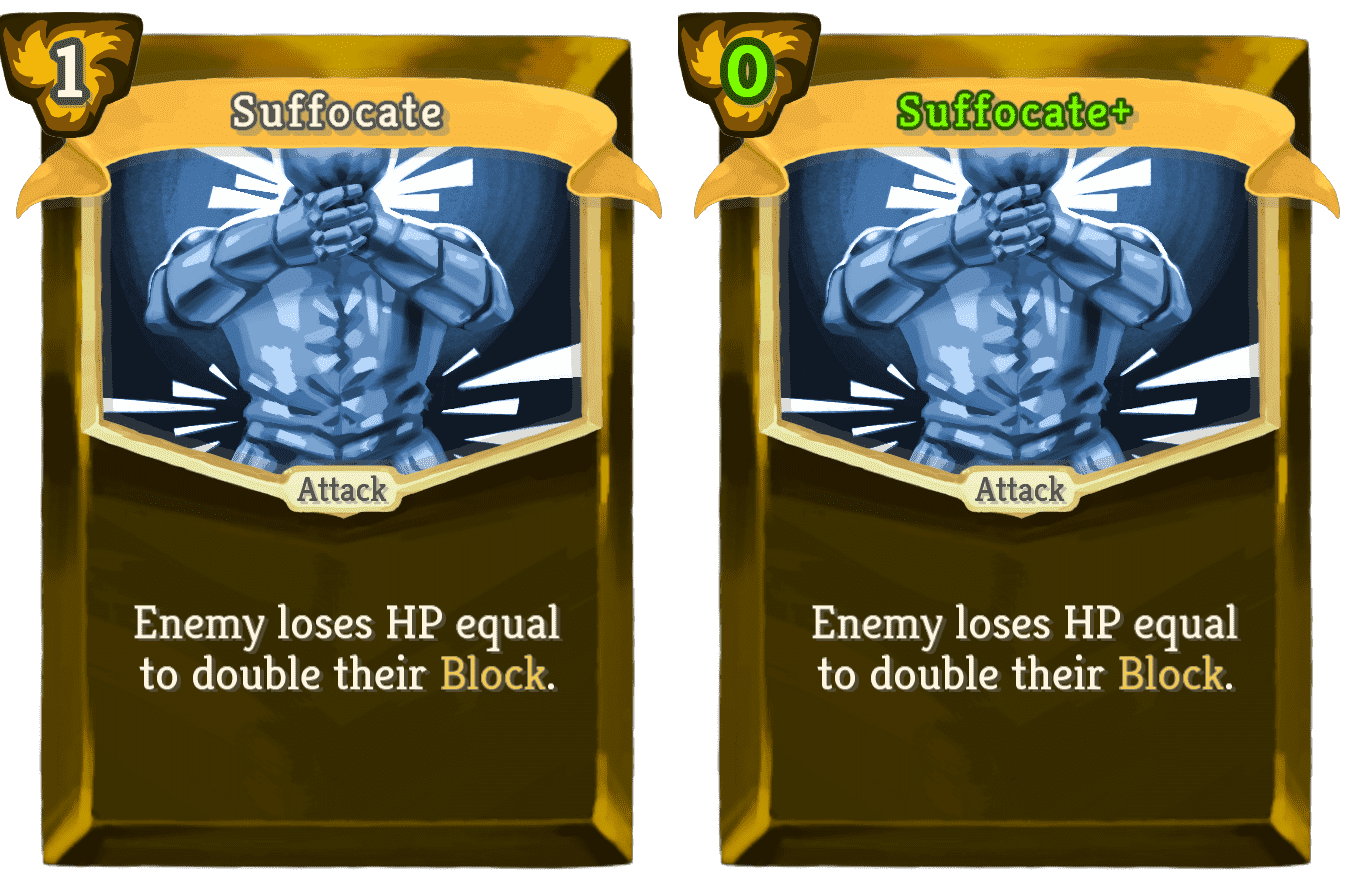 1
Suffocate
Attack
Enemy loses HP equal
to double their Block.
0
Suffocate+
Attack
Enemy loses HP equal
to double their Block.